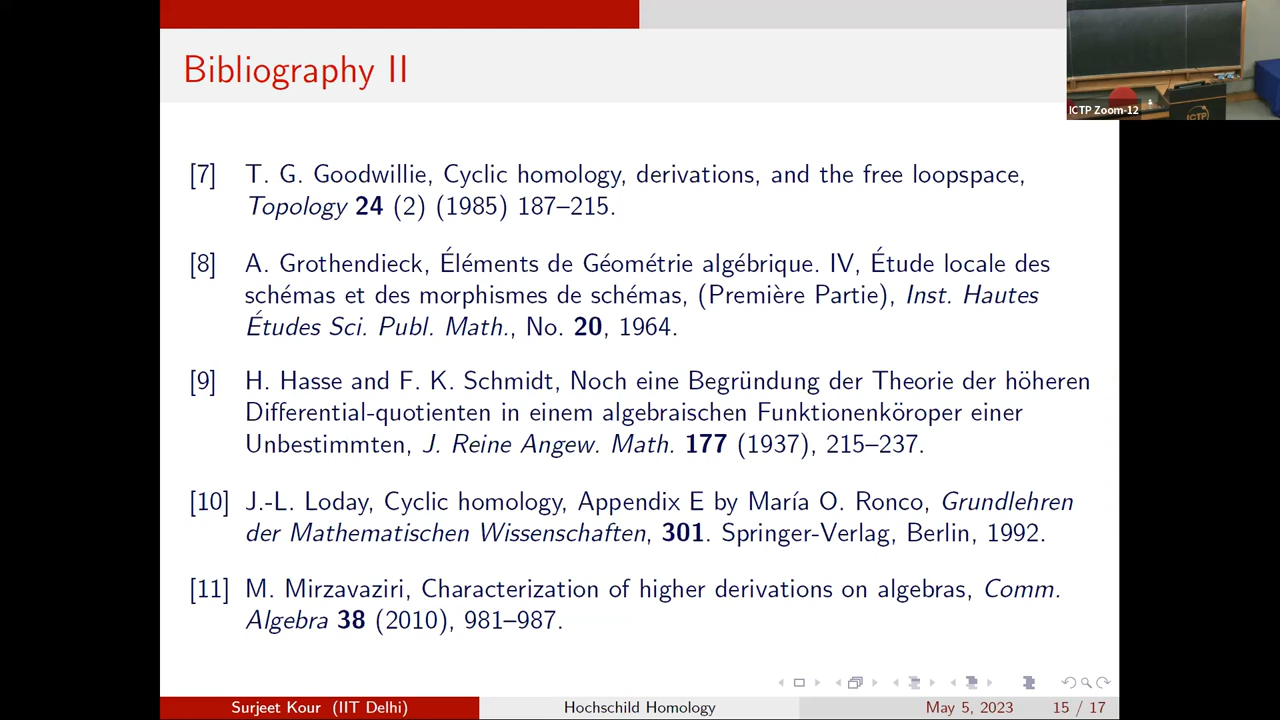 Bibliography II
ICTP Zoom-12
ICTP
[7] T. G. Goodwillie, Cyclic homology, derivations, and the free loopspace,
Topology 24 (2) (1985) 187–215.
[8] A. Grothendieck, Éléments de Géométrie algébrique. IV, Étude locale des
schémas et des morphismes de schémas, (Première Partie), Inst. Hautes
Études Sci. Publ. Math., No. 20, 1964.
[9] H. Hasse and F. K. Schmidt, Noch eine Begründung der Theorie der höheren
Differential-quotienten in einem algebraischen Funktionenköroper einer
Unbestimmten, J. Reine Angew. Math. 177 (1937), 215–237.
[10] J.-L. Loday, Cyclic homology, Appendix E by María O. Ronco, Grundlehren
der Mathematischen Wissenschaften, 301. Springer-Verlag, Berlin, 1992.
[11] M. Mirzavaziri, Characterization of higher derivations on algebras, Comm.
Algebra 38 (2010), 981–987.
Surjeet Kour (IIT Delhi) Hochschild Homology May 5, 2023 15 / 17